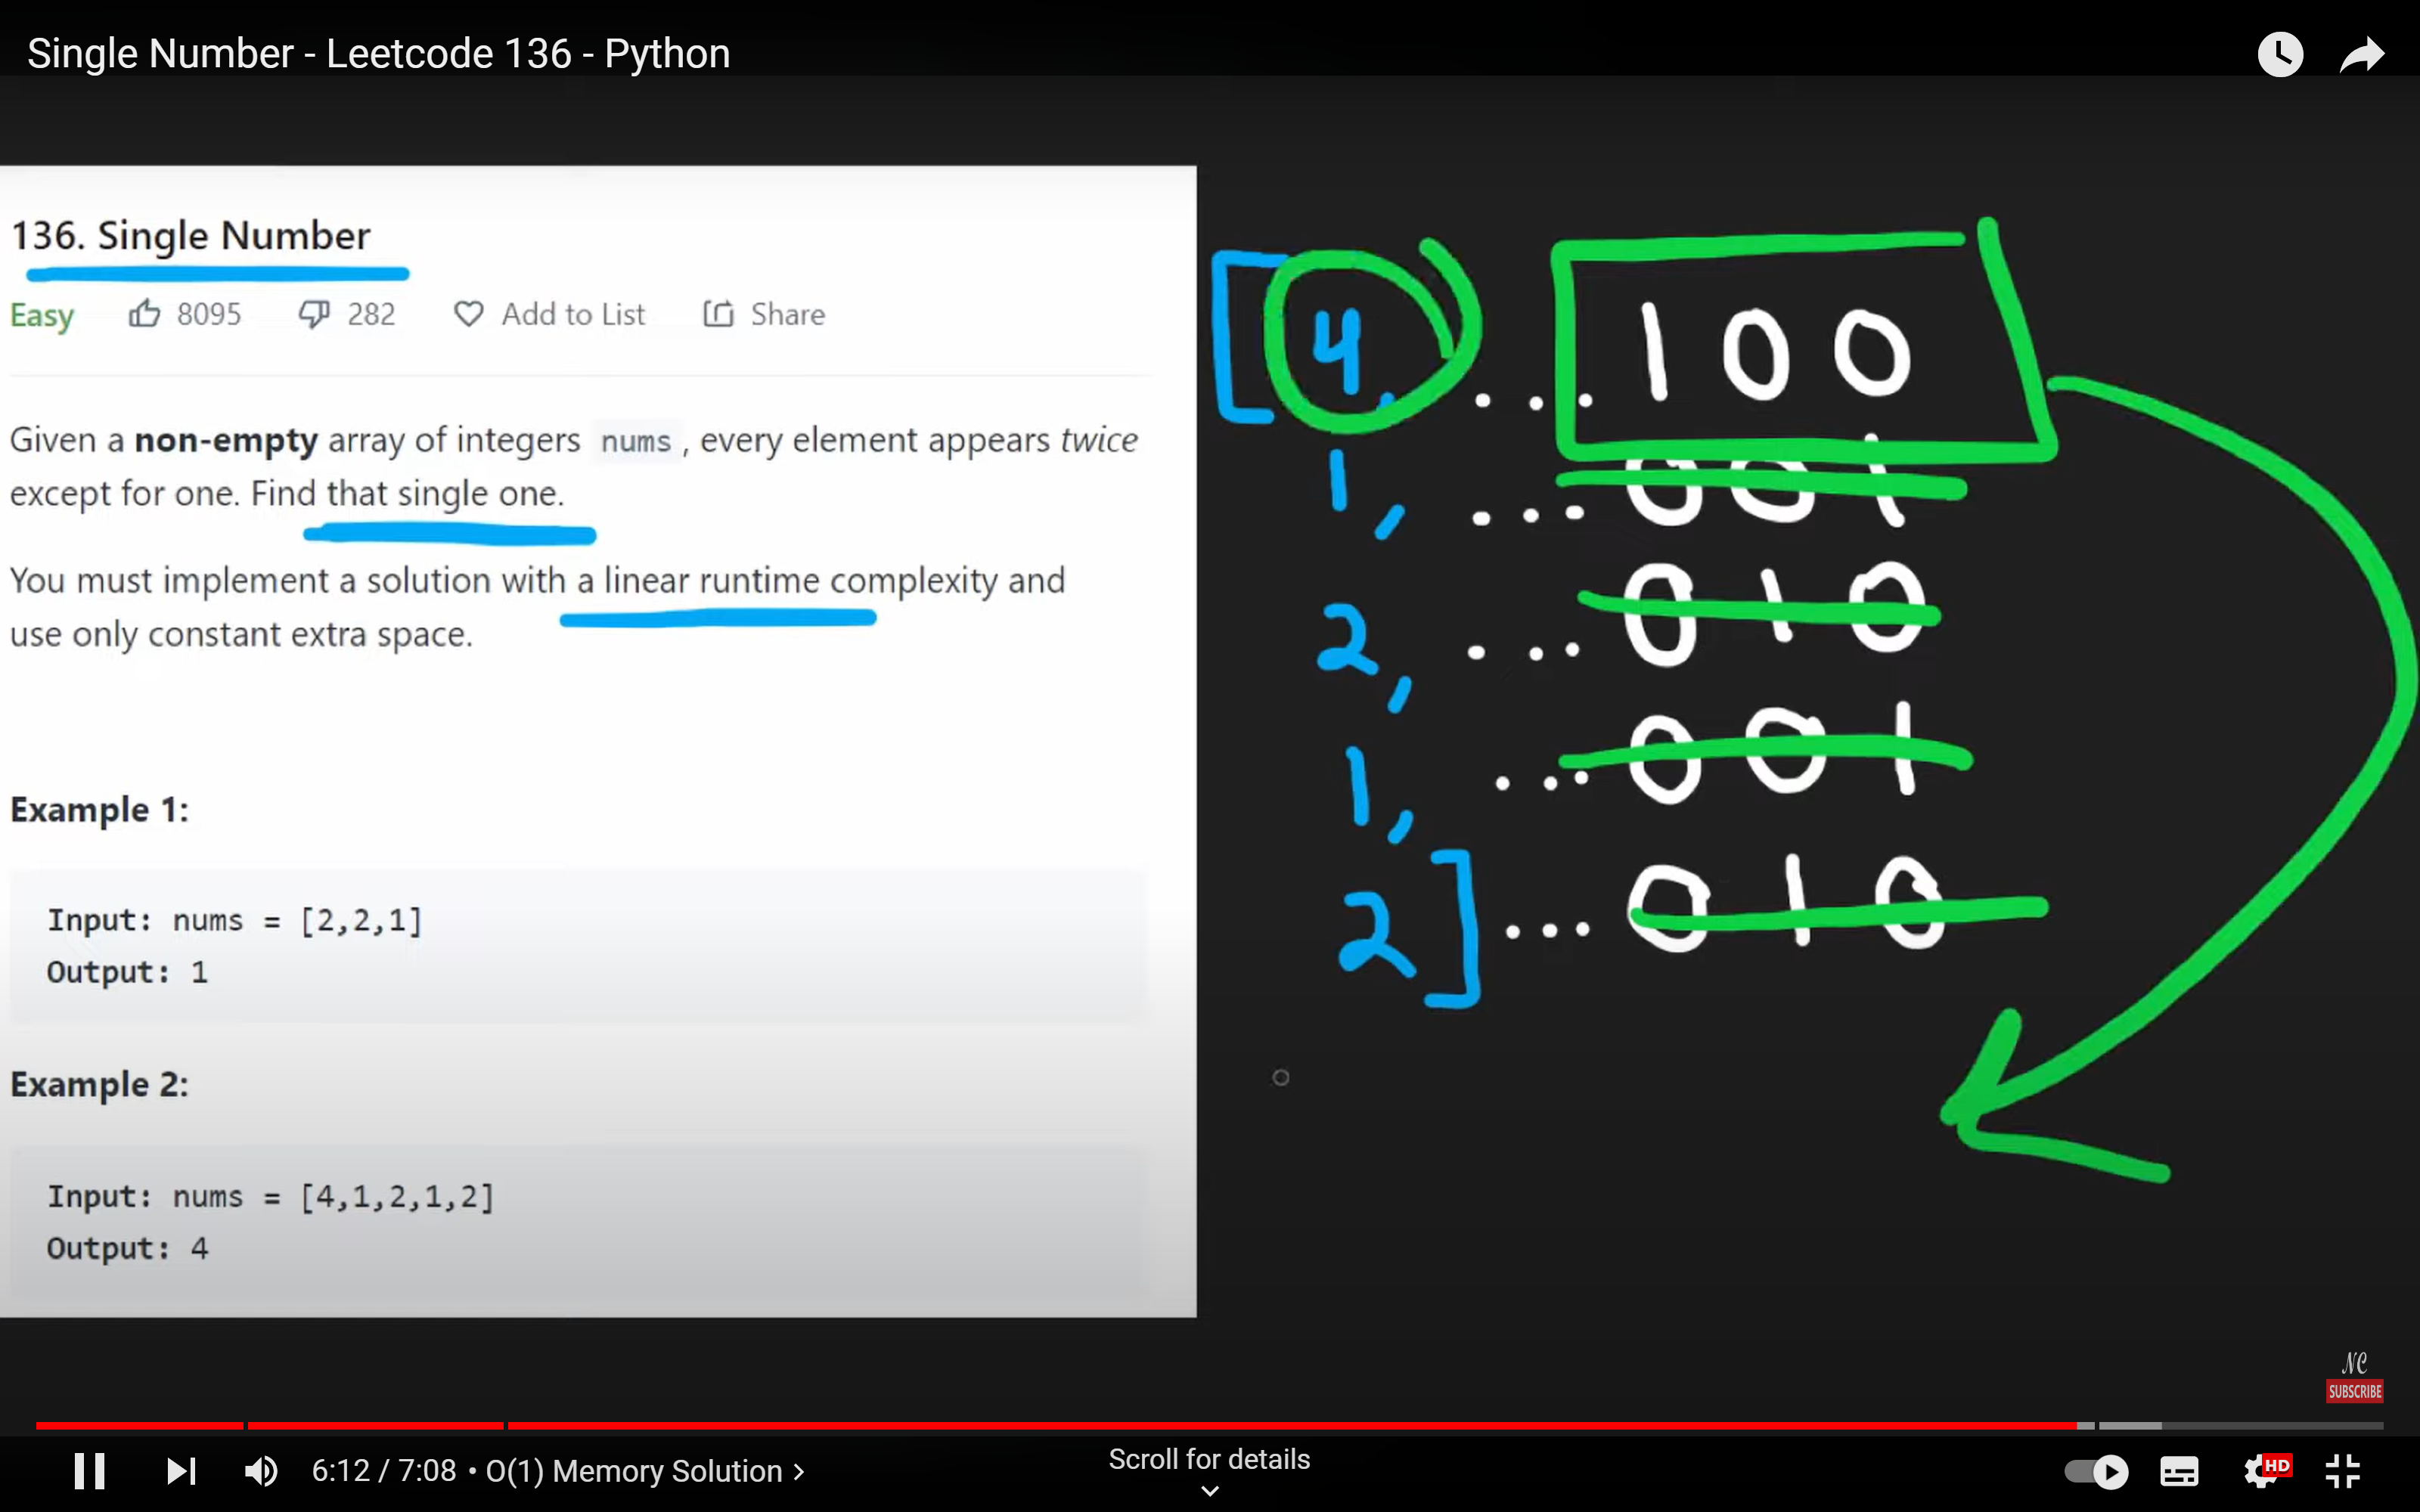 Single Number - Leetcode 136 - Python
136. Single Number
Easy 8095 282 Add to List Share
Given a non-empty array of integers nums, every element appears twice
except for one. Find that single one.
You must implement a solution with a linear runtime complexity and
use only constant extra space.
Example 1:
Input: nums = [2,2,1]
Output: 1
Example 2:
Input: nums = [4,1,2,1,2]
Output: 4
[4, ...100
1, ...001
2, ...010
1, ...001
2] ...010
NC
SUBSCRIBE
6:12 / 7:08 • O(1) Memory Solution >
Scroll for details
HD